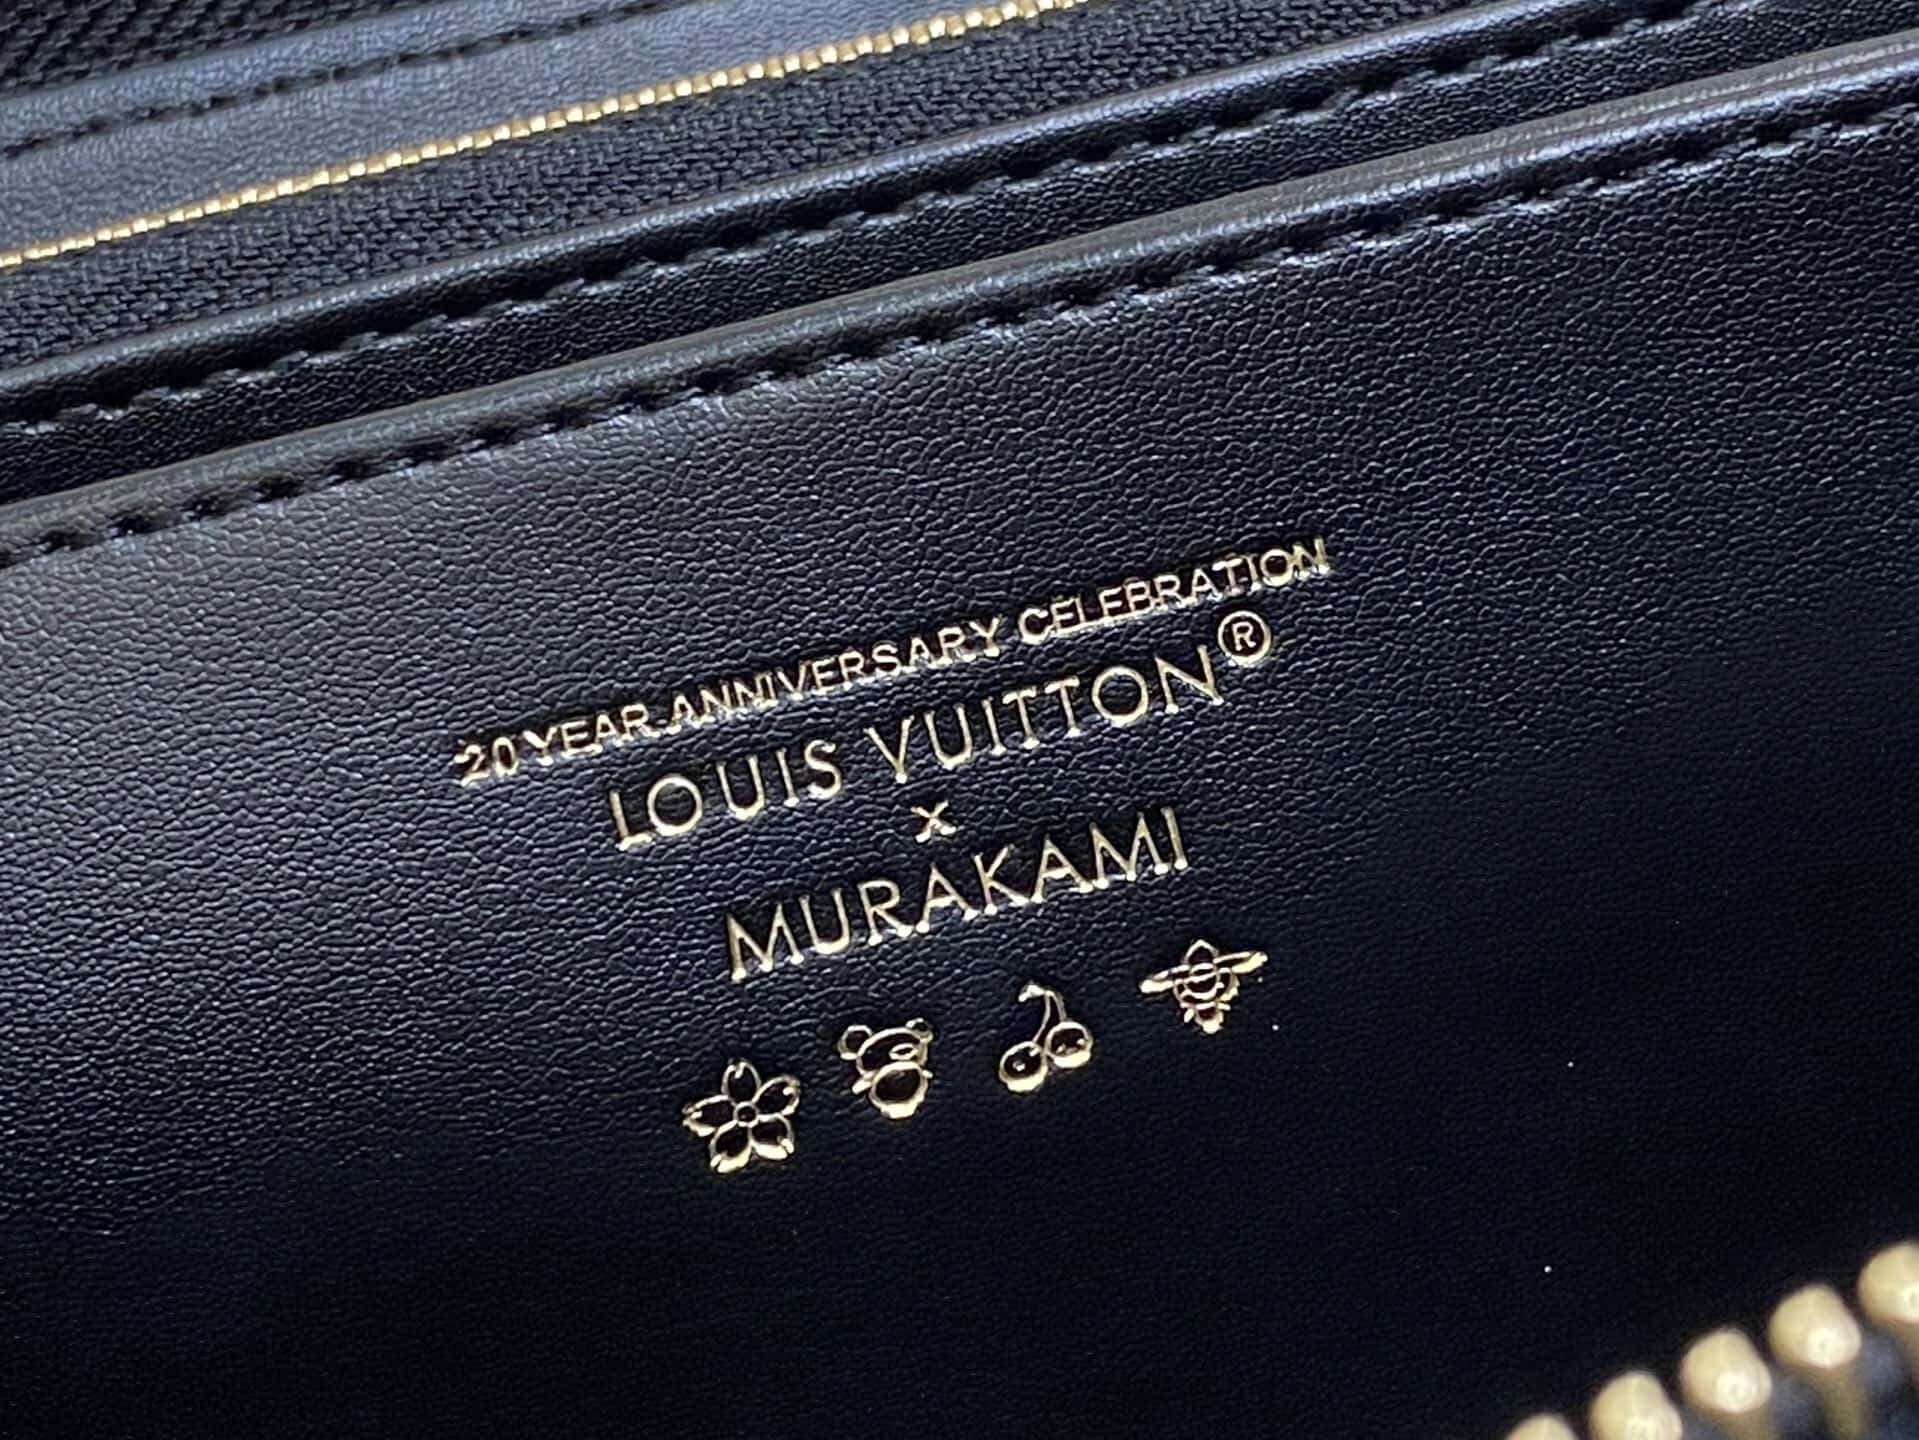 20 YEAR ANNIVERSARY CELEBRATION
LOUIS VUITTON®
x
MURAKAMI